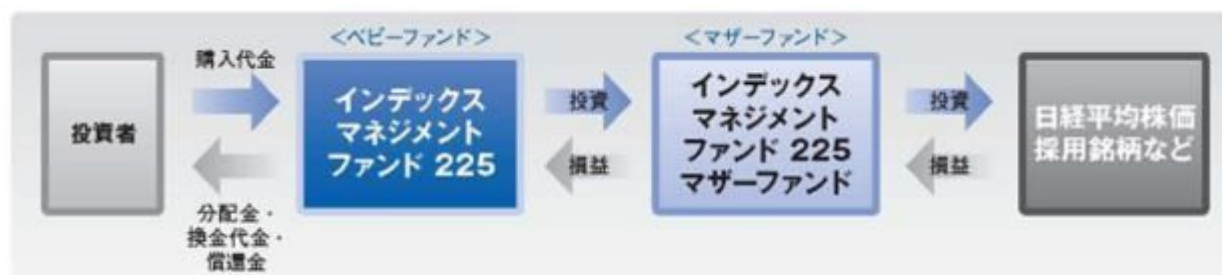 <ベビーファンド>
<マザーファンド>
購入代金
投資者
分配金・
換金代金・
償還金
インデックス
マネジメント
ファンド 225
投資
損益
インデックス
マネジメント
ファンド 225
マザーファンド
投資
損益
日経平均株価
採用銘柄など